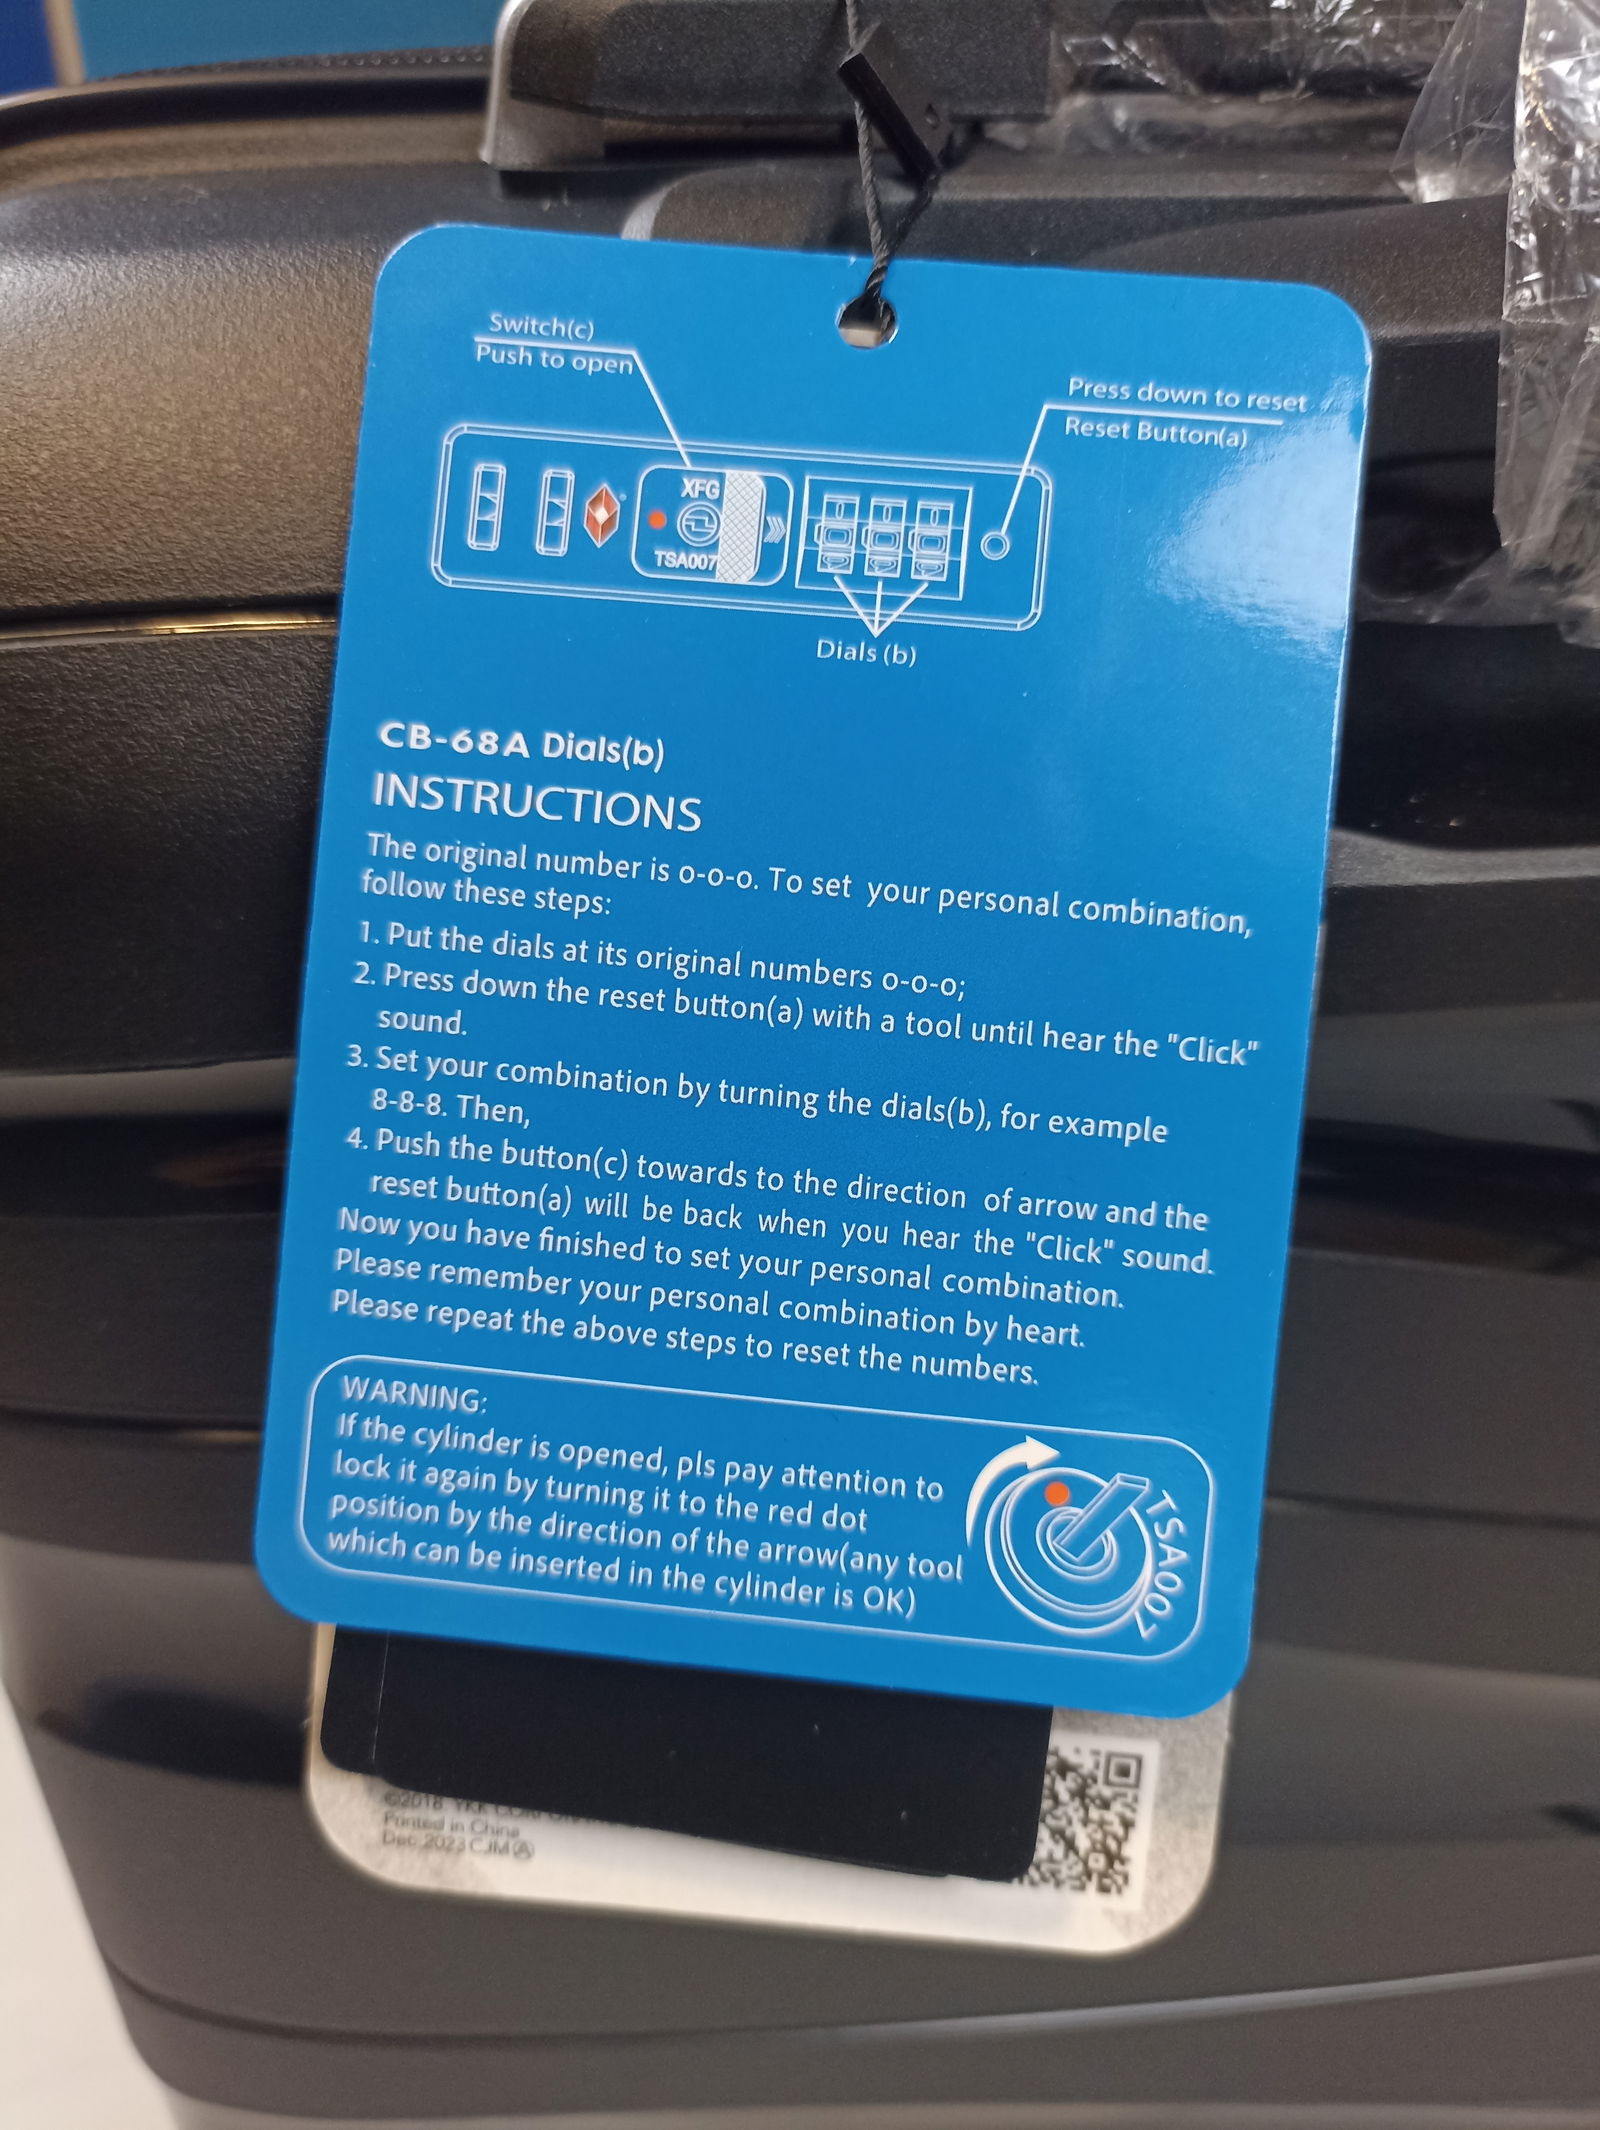 Switch(c)
Push to open
Press down to reset
Reset Button(a)
XFG
TSA007
0 0 0
Dials (b)
CB-68A Dials(b)
INSTRUCTIONS
The original number is o-o-o. To set your personal combination,
follow these steps:
1. Put the dials at its original numbers o-o-o;
2. Press down the reset button(a) with a tool until hear the "Click"
sound.
3. Set your combination by turning the dials(b), for example
8-8-8. Then,
4. Push the button(c) towards to the direction of arrow and the
reset button(a) will be back when you hear the "Click" sound.
Now you have finished to set your personal combination.
Please remember your personal combination by heart.
Please repeat the above steps to reset the numbers.
WARNING:
If the cylinder is opened, pls pay attention to
lock it again by turning it to the red dot
position by the direction of the arrow(any tool
which can be inserted in the cylinder is OK)
TSA007
©2018 YKK
Printed in China
Dec.2023 CJM Ⓐ